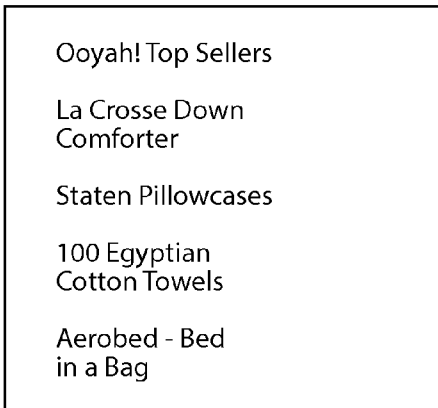 Ooyah! Top Sellers
La Crosse Down
Comforter
Staten Pillowcases
100 Egyptian
Cotton Towels
Aerobed - Bed
in a Bag